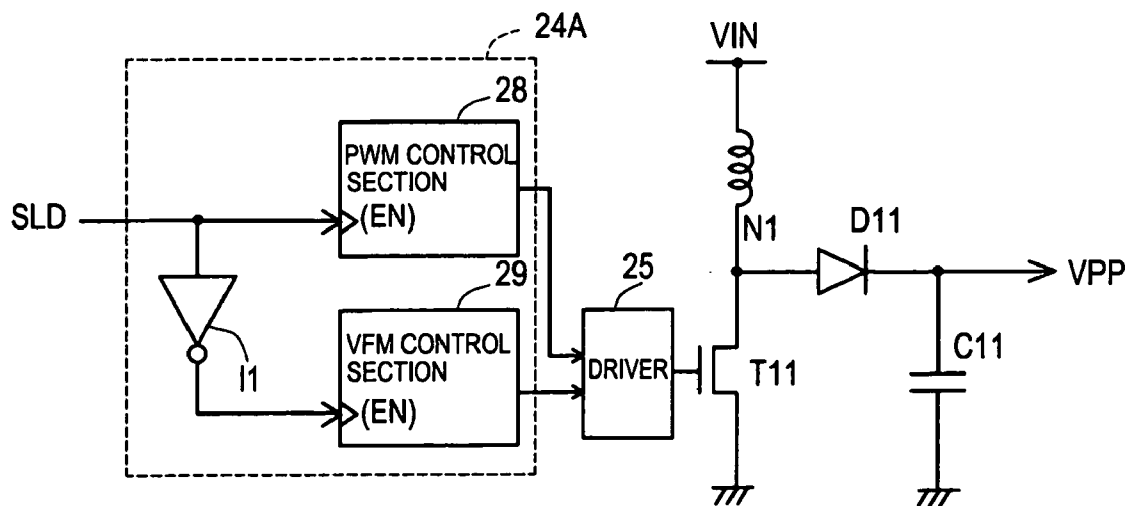 24A
VIN
28
PWM CONTROL
SECTION
(EN)
SLD
N1
D11
VPP
29
25
VFM CONTROL
SECTION
(EN)
I1
DRIVER
T11
C11